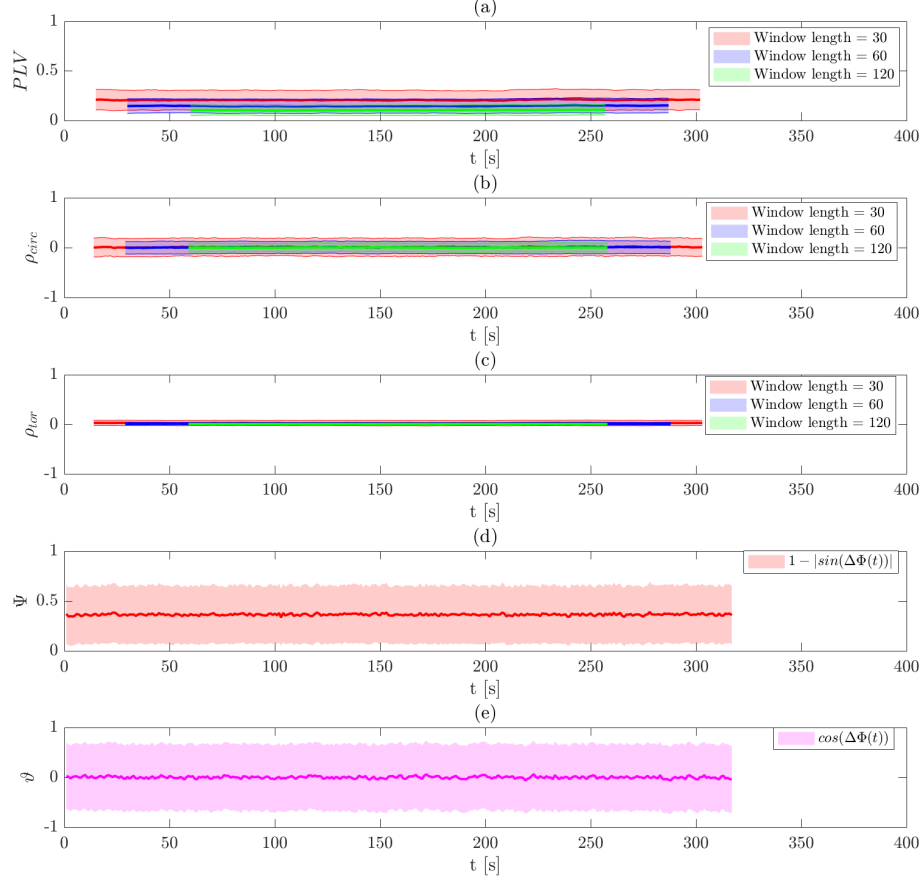 (a)
1
0.5
0
PLV
Window length = 30
Window length = 60
Window length = 120
0 50 100 150 200 250 300 350 400
t [s]
(b)
1
0
-1
ρcirc
Window length = 30
Window length = 60
Window length = 120
0 50 100 150 200 250 300 350 400
t [s]
(c)
1
0
-1
ρtor
Window length = 30
Window length = 60
Window length = 120
0 50 100 150 200 250 300 350 400
t [s]
(d)
1
0.5
0
Ψ
1 − |sin(ΔΦ(t))|
0 50 100 150 200 250 300 350 400
t [s]
(e)
1
0
-1
ϑ
cos(ΔΦ(t))
0 50 100 150 200 250 300 350 400
t [s]